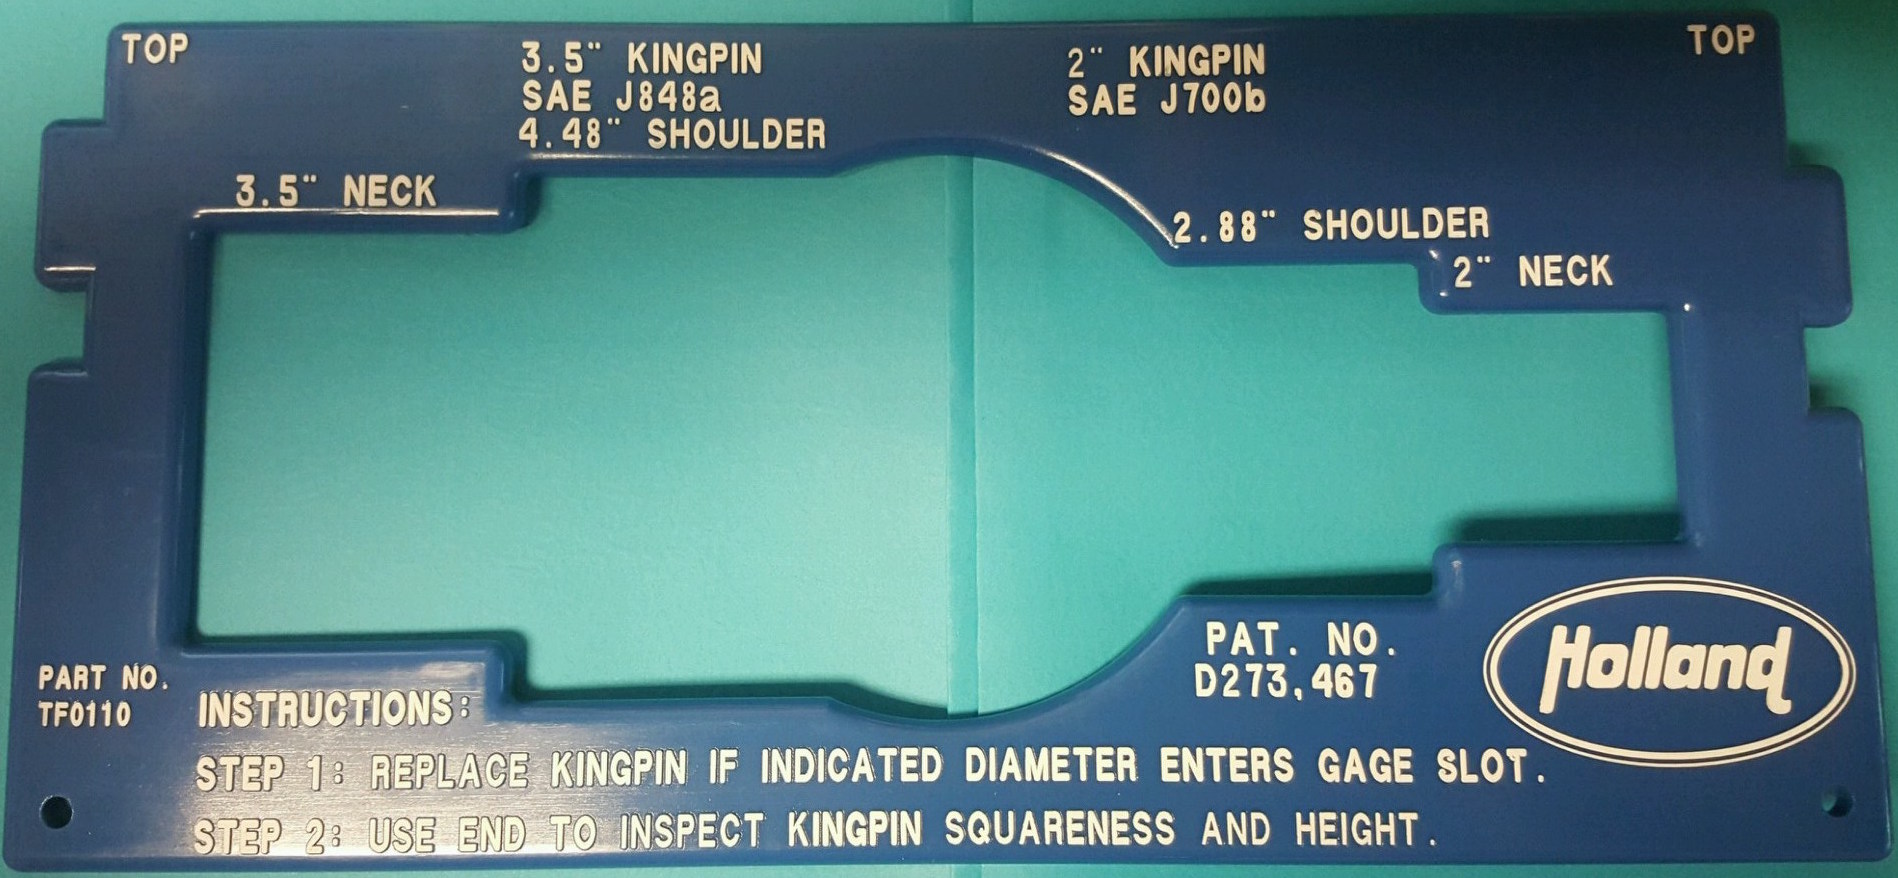 TOP
3.5" KINGPIN
SAE J848a
4.48" SHOULDER
2" KINGPIN
SAE J700b
TOP
3.5" NECK
2.88" SHOULDER
2" NECK
PAT. NO.
D273,467
Holland
PART NO.
TF0110
INSTRUCTIONS:
STEP 1: REPLACE KINGPIN IF INDICATED DIAMETER ENTERS GAGE SLOT.
STEP 2: USE END TO INSPECT KINGPIN SQUARENESS AND HEIGHT.